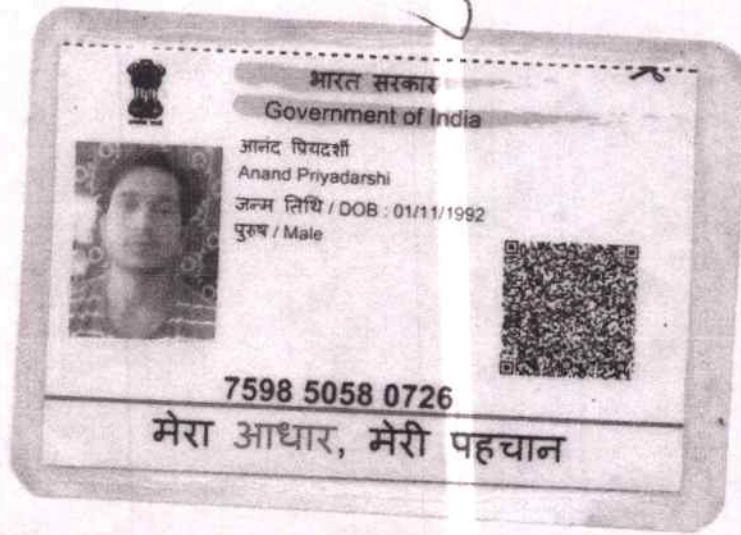 भारत सरकार
Government of India
आनंद प्रियदर्शी
Anand Priyadarshi
जन्म तिथि / DOB : 01/11/1992
पुरुष / Male
7598 5058 0726
मेरा आधार, मेरी पहचान